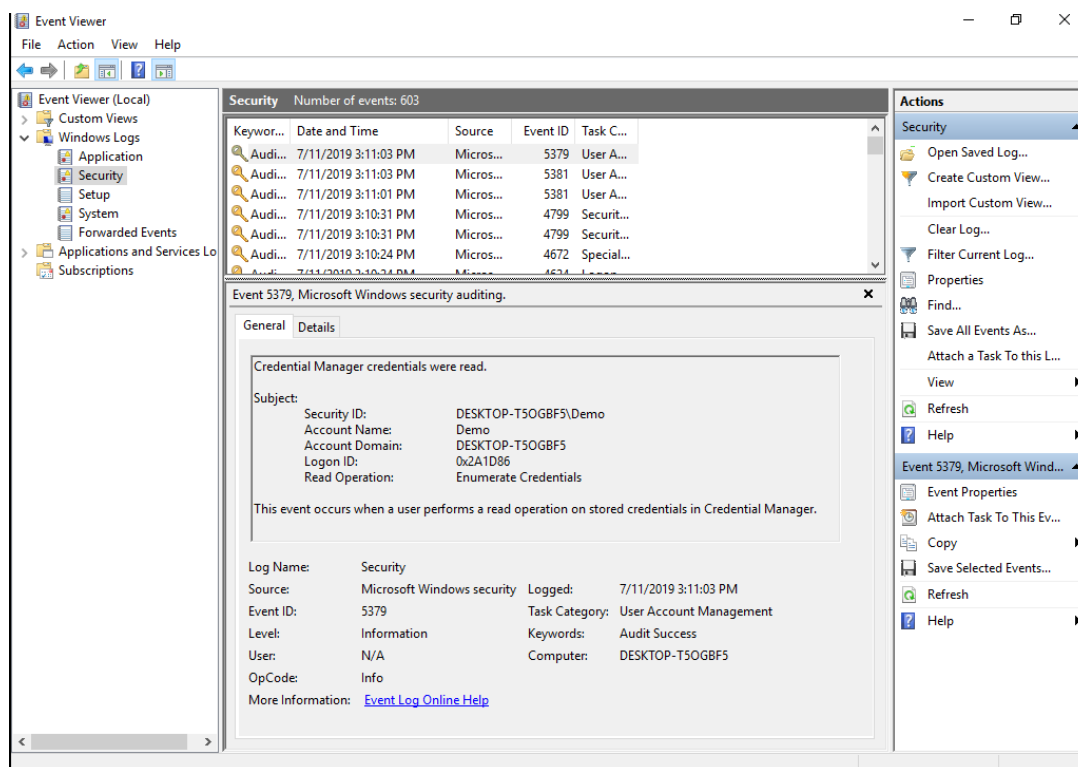 Event Viewer
File Action View Help
Event Viewer (Local)
Custom Views
Windows Logs
Application
Security
Setup
System
Forwarded Events
Applications and Services Lo
Subscriptions
Security Number of events: 603
Keywor... Date and Time Source Event ID Task C...
Audi... 7/11/2019 3:11:03 PM Micros... 5379 User A...
Audi... 7/11/2019 3:11:03 PM Micros... 5381 User A...
Audi... 7/11/2019 3:11:01 PM Micros... 5381 User A...
Audi... 7/11/2019 3:10:31 PM Micros... 4799 Securit...
Audi... 7/11/2019 3:10:31 PM Micros... 4799 Securit...
Audi... 7/11/2019 3:10:24 PM Micros... 4672 Special...
Audi... 7/11/2019 3:10:24 PM Micros... 4624 Logon
Event 5379, Microsoft Windows security auditing.
General Details
Credential Manager credentials were read.
Subject:
Security ID: DESKTOP-T5OGBF5\Demo
Account Name: Demo
Account Domain: DESKTOP-T5OGBF5
Logon ID: 0x2A1D86
Read Operation: Enumerate Credentials
This event occurs when a user performs a read operation on stored credentials in Credential Manager.
Log Name: Security
Source: Microsoft Windows security Logged: 7/11/2019 3:11:03 PM
Event ID: 5379 Task Category: User Account Management
Level: Information Keywords: Audit Success
User: N/A Computer: DESKTOP-T5OGBF5
OpCode: Info
More Information: Event Log Online Help
Actions
Security
Open Saved Log...
Create Custom View...
Import Custom View...
Clear Log...
Filter Current Log...
Properties
Find...
Save All Events As...
Attach a Task To this L...
View
Refresh
Help
Event 5379, Microsoft Wind...
Event Properties
Attach Task To This Ev...
Copy
Save Selected Events...
Refresh
Help